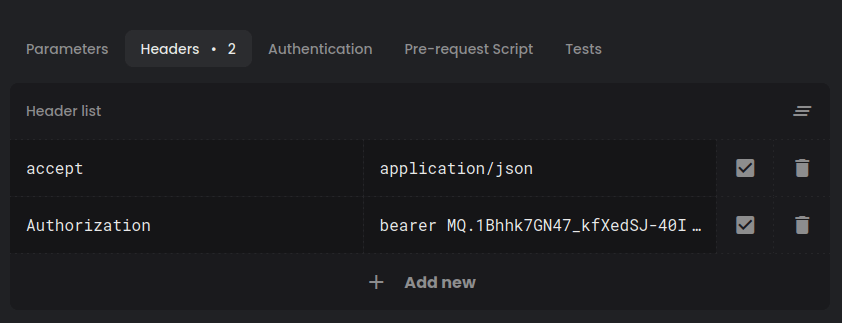 Parameters Headers • 2 Authentication Pre-request Script Tests
Header list
accept application/json
Authorization bearer MQ.1Bhhk7GN47_kfXedSJ-40I …
Add new